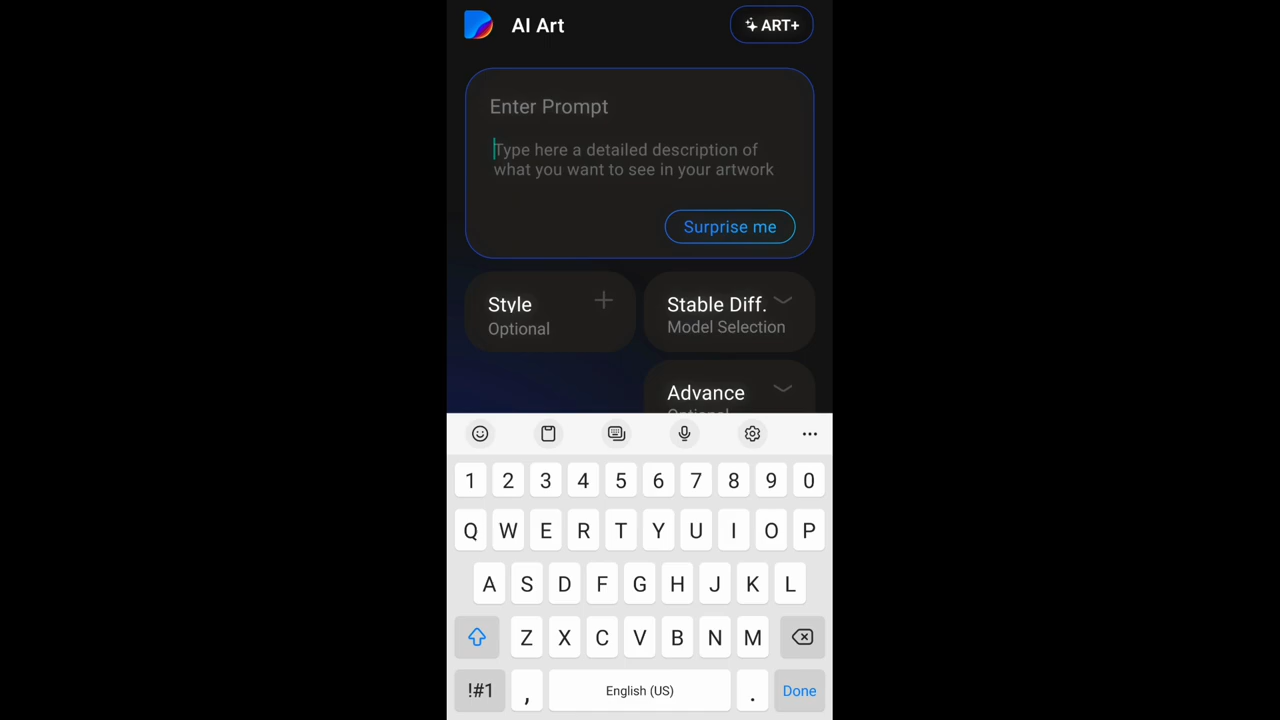 AI Art
ART+
Enter Prompt
Type here a detailed description of
what you want to see in your artwork
Surprise me
Style
Optional
Stable Diff.
Model Selection
Advance
Optional
1 2 3 4 5 6 7 8 9 0
Q W E R T Y U I O P
A S D F G H J K L
Z X C V B N M
!#1 , English (US) . Done